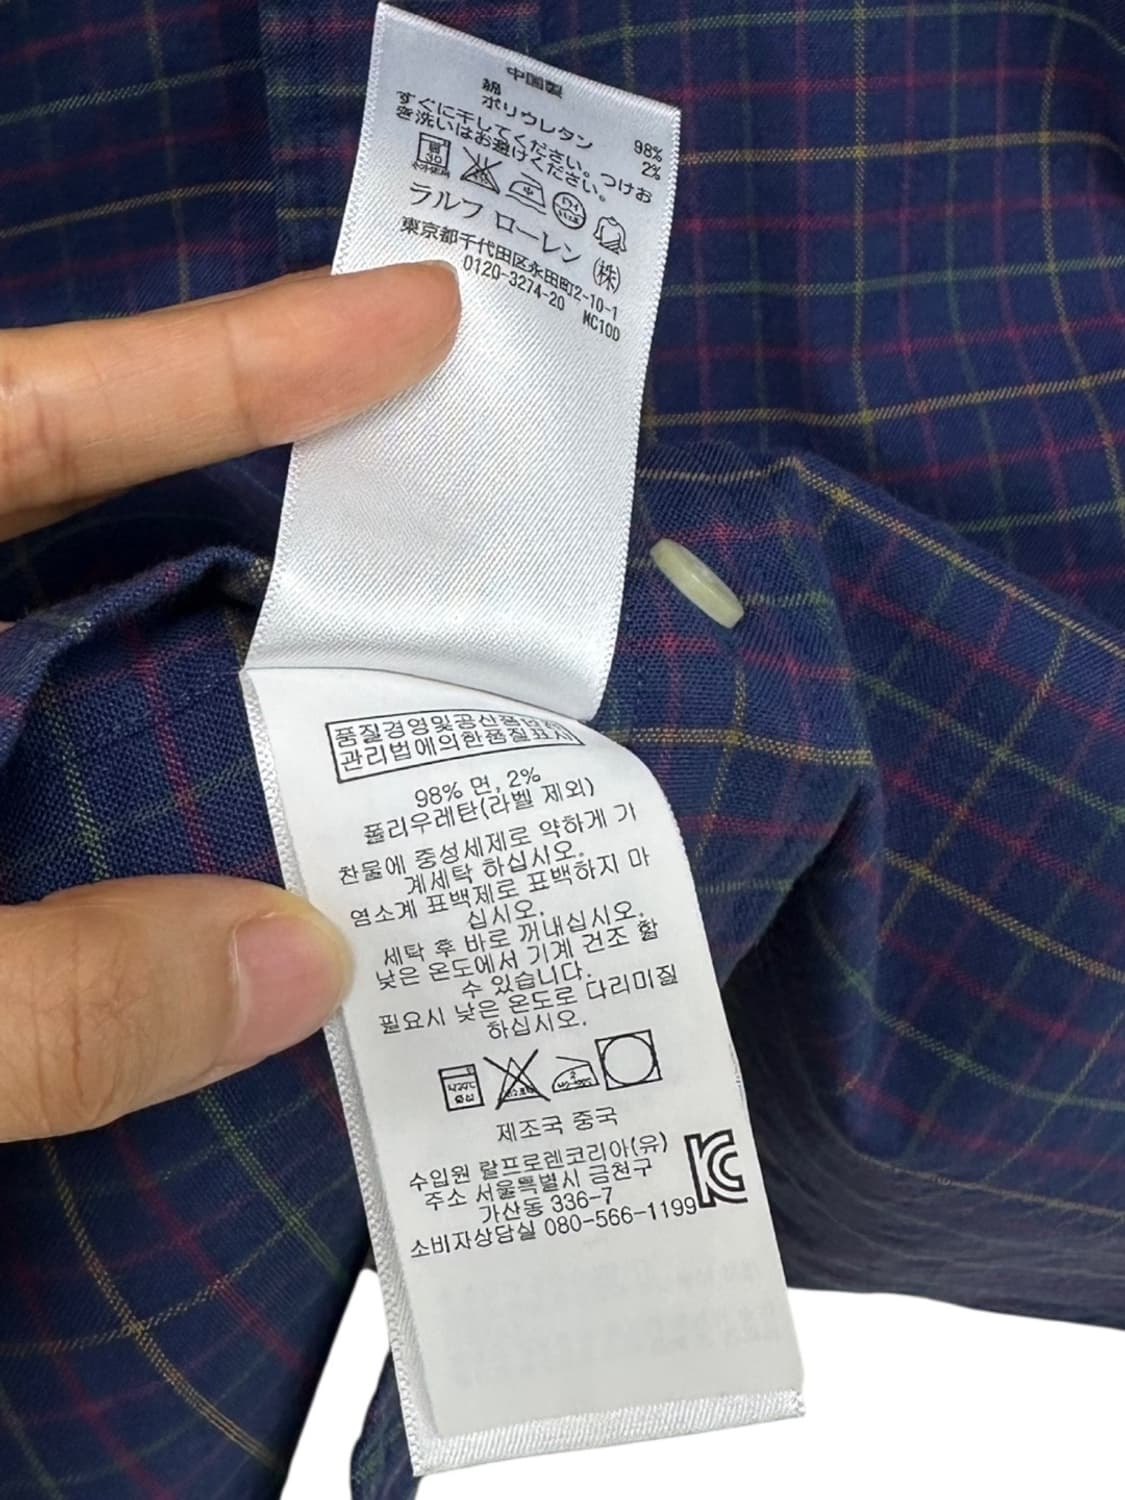 中国製
綿 98%
ポリウレタン 2%
すぐに干してください。つけお
き洗いはお避けください。
ラルフ ローレン (株)
東京都千代田区永田町2-10-1
0120-3274-20 MC10D
품질경영및공산품안전
관리법에의한품질표시
98% 면, 2%
폴리우레탄(라벨 제외)
찬물에 중성세제로 약하게 기
계세탁 하십시오.
염소계 표백제로 표백하지 마
십시오.
세탁 후 바로 꺼내십시오.
낮은 온도에서 기계 건조 할
수 있습니다.
필요시 낮은 온도로 다리미질
하십시오.
제조국 중국
수입원 랄프로렌코리아(유)
주소 서울특별시 금천구
가산동 336-7
소비자상담실 080-566-1199